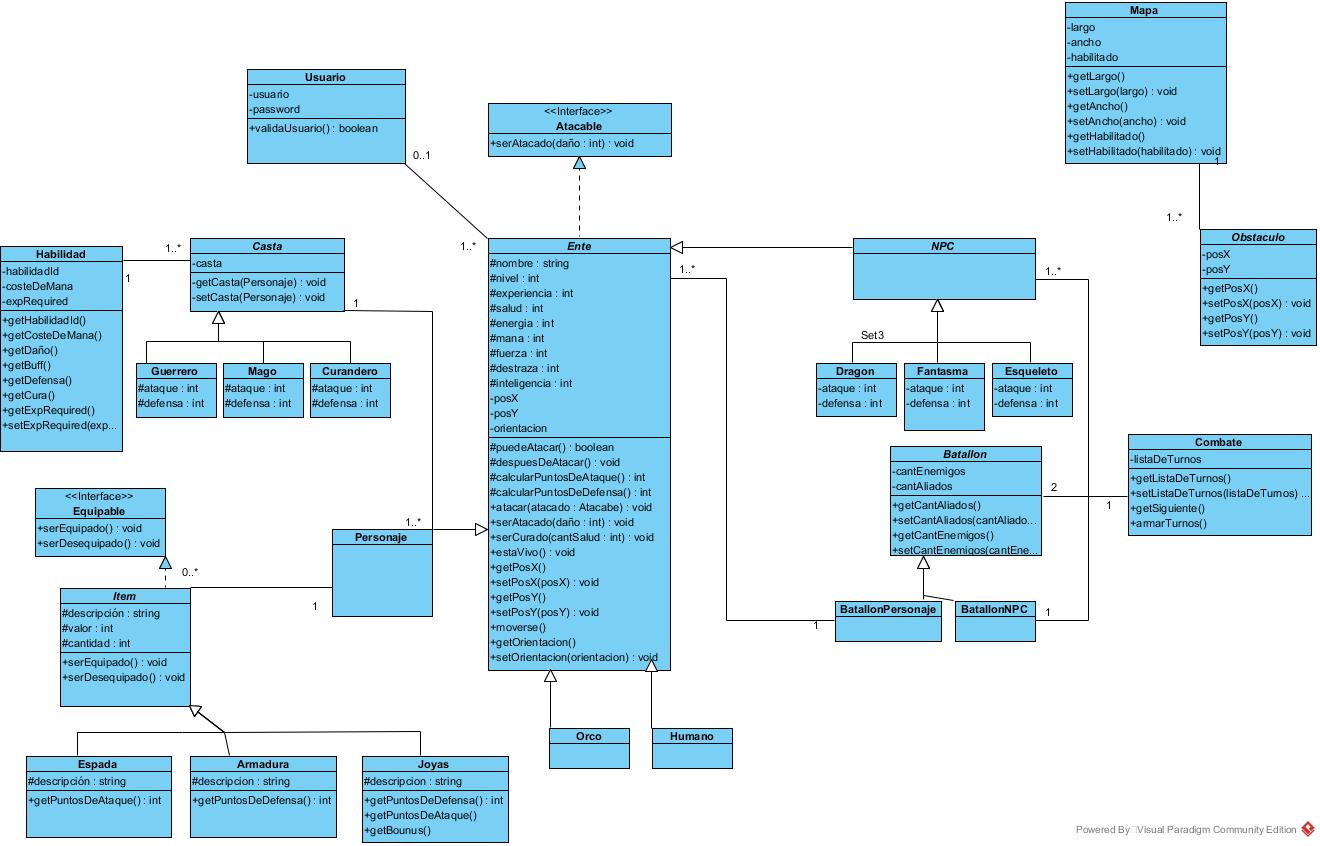 Mapa
-largo
-ancho
-habilitado
+getLargo()
+setLargo(largo) : void
+getAncho()
+setAncho(ancho) : void
+getHabilitado()
+setHabilitado(habilitado) : void
1
1..*
Usuario
-usuario
-password
+validaUsuario() : boolean
0..1
1..*
<<Interface>>
Atacable
+serAtacado(daño : int) : void
Habilidad
-habilidadId
-costeDeMana
-expRequired
+getHabilidadId()
+getCosteDeMana()
+getDaño()
+getBuff()
+getDefensa()
+getCura()
+getExpRequired()
+setExpRequired(exp...
1..*
1
Casta
-casta
-getCasta(Personaje) : void
-setCasta(Personaje) : void
1
Guerrero
#ataque : int
#defensa : int
Mago
#ataque : int
#defensa : int
Curandero
#ataque : int
#defensa : int
Ente
#nombre : string
#nivel : int
#experiencia : int
#salud : int
#energia : int
#mana : int
#fuerza : int
#destraza : int
#inteligencia : int
-posX
-posY
-orientacion
#puedeAtacar() : boolean
#despuesDeAtacar() : void
#calcularPuntosDeAtaque() : int
#calcularPuntosDeDefensa() : int
+atacar(atacado : Atacabe) : void
+serAtacado(daño : int) : void
+serCurado(cantSalud : int) : void
+estaVivo() : void
+getPosX()
+setPosX(posX) : void
+getPosY()
+setPosY(posY) : void
+moverse()
+getOrientacion()
+setOrientacion(orientacion) : void
1..*
NPC
1..*
Obstaculo
-posX
-posY
+getPosX()
+setPosX(posX) : void
+getPosY()
+setPosY(posY) : void
Set3
Dragon
-ataque : int
-defensa : int
Fantasma
-ataque : int
-defensa : int
Esqueleto
-ataque : int
-defensa : int
Batallon
-cantEnemigos
-cantAliados
+getCantAliados()
+setCantAliados(cantAliado...
+getCantEnemigos()
+setCantEnemigos(cantEne...
2
1
Combate
-listaDeTurnos
+getListaDeTurnos()
+setListaDeTurnos(listaDeTurnos) ...
+getSiguiente()
+armarTurnos()
<<Interface>>
Equipable
+serEquipado() : void
+serDesequipado() : void
1..*
Personaje
0..*
1
Item
#descripción : string
#valor : int
#cantidad : int
+serEquipado() : void
+serDesequipado() : void
1
BatallonPersonaje
BatallonNPC
1
Orco
Humano
Espada
#descripción : string
+getPuntosDeAtaque() : int
Armadura
#descripcion : string
+getPuntosDeDefensa() : int
Joyas
#descripcion : string
+getPuntosDeDefensa() : int
+getPuntosDeAtaque()
+getBounus()
Powered By Visual Paradigm Community Edition